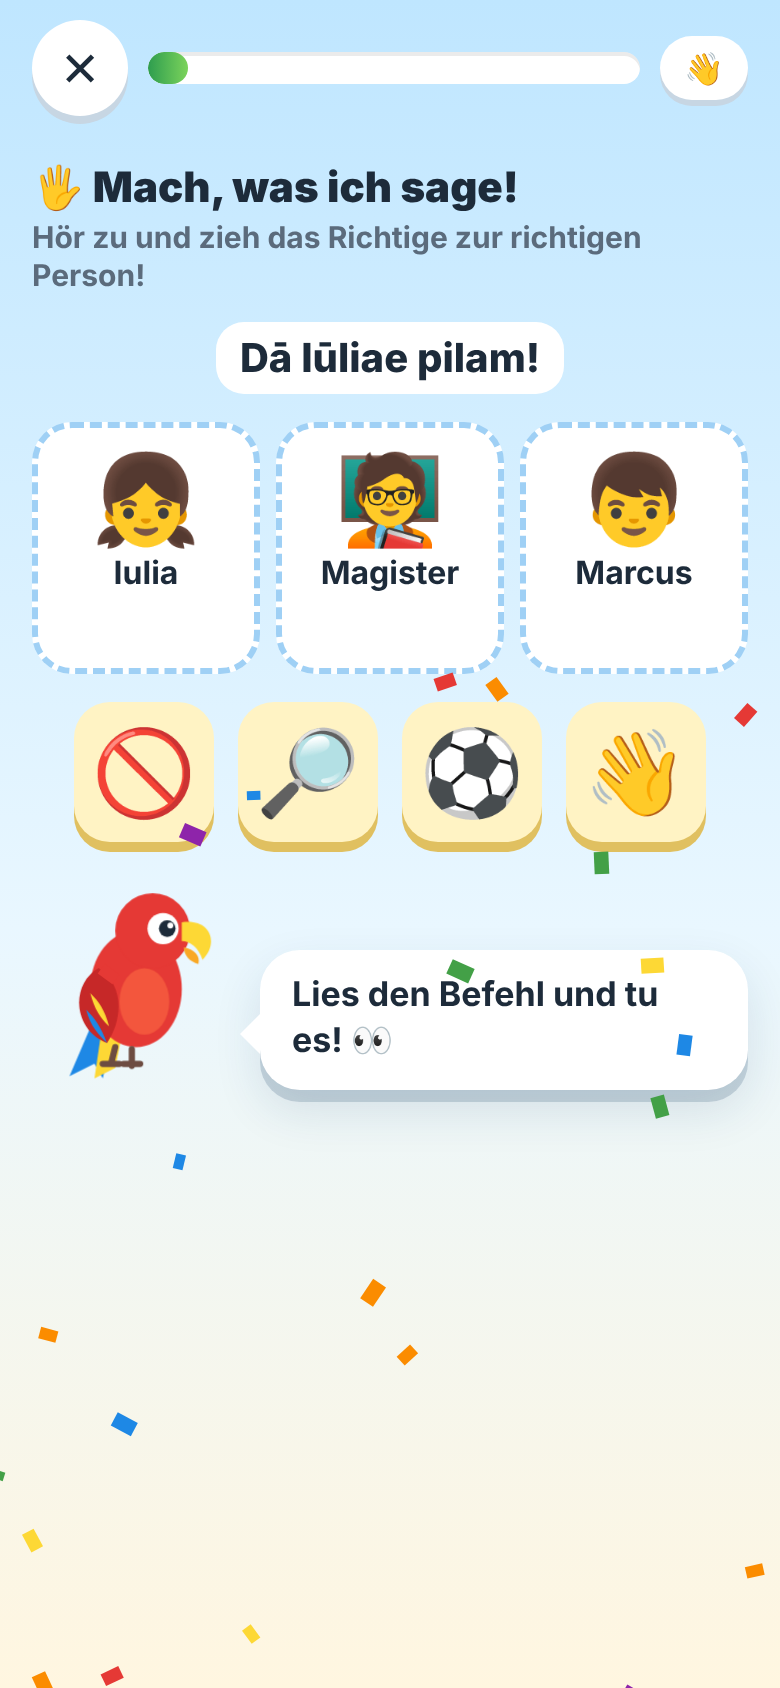 Mach, was ich sage!
Hör zu und zieh das Richtige zur richtigen
Person!
Dā Iūliae pilam!
Iulia
Magister
Marcus
Lies den Befehl und tu
es!